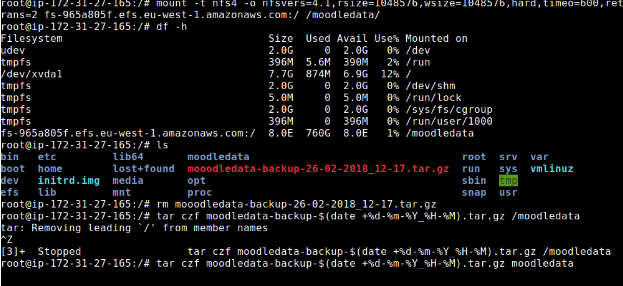 root@ip-172-31-27-165:/# mount -t nfs4 -o nfsvers=4.1,rsize=1048576,wsize=1048576,hard,timeo=600,ret
rans=2 fs-965a805f.efs.eu-west-1.amazonaws.com:/ /moodledata/
root@ip-172-31-27-165:/# df -h
Filesystem Size Used Avail Use% Mounted on
udev 2.0G 0 2.0G 0% /dev
tmpfs 396M 5.6M 390M 2% /run
/dev/xvda1 7.7G 874M 6.9G 12% /
tmpfs 2.0G 0 2.0G 0% /dev/shm
tmpfs 5.0M 0 5.0M 0% /run/lock
tmpfs 2.0G 0 2.0G 0% /sys/fs/cgroup
tmpfs 396M 0 396M 0% /run/user/1000
fs-965a805f.efs.eu-west-1.amazonaws.com:/ 8.0E 760G 8.0E 1% /moodledata
root@ip-172-31-27-165:/# ls
bin etc lib64 moodledata root srv var
boot home lost+found mooodledata-backup-26-02-2018_12-17.tar.gz run sys vmlinuz
dev initrd.img media opt sbin tmp
efs lib mnt proc snap usr
root@ip-172-31-27-165:/# rm mooodledata-backup-26-02-2018_12-17.tar.gz
root@ip-172-31-27-165:/# tar czf moodledata-backup-$(date +%d-%m-%Y_%H-%M).tar.gz /moodledata
tar: Removing leading `/' from member names
^Z
[3]+ Stopped tar czf moodledata-backup-$(date +%d-%m-%Y_%H-%M).tar.gz /moodledata
root@ip-172-31-27-165:/# tar czf moodledata-backup-$(date +%d-%m-%Y_%H-%M).tar.gz moodledata